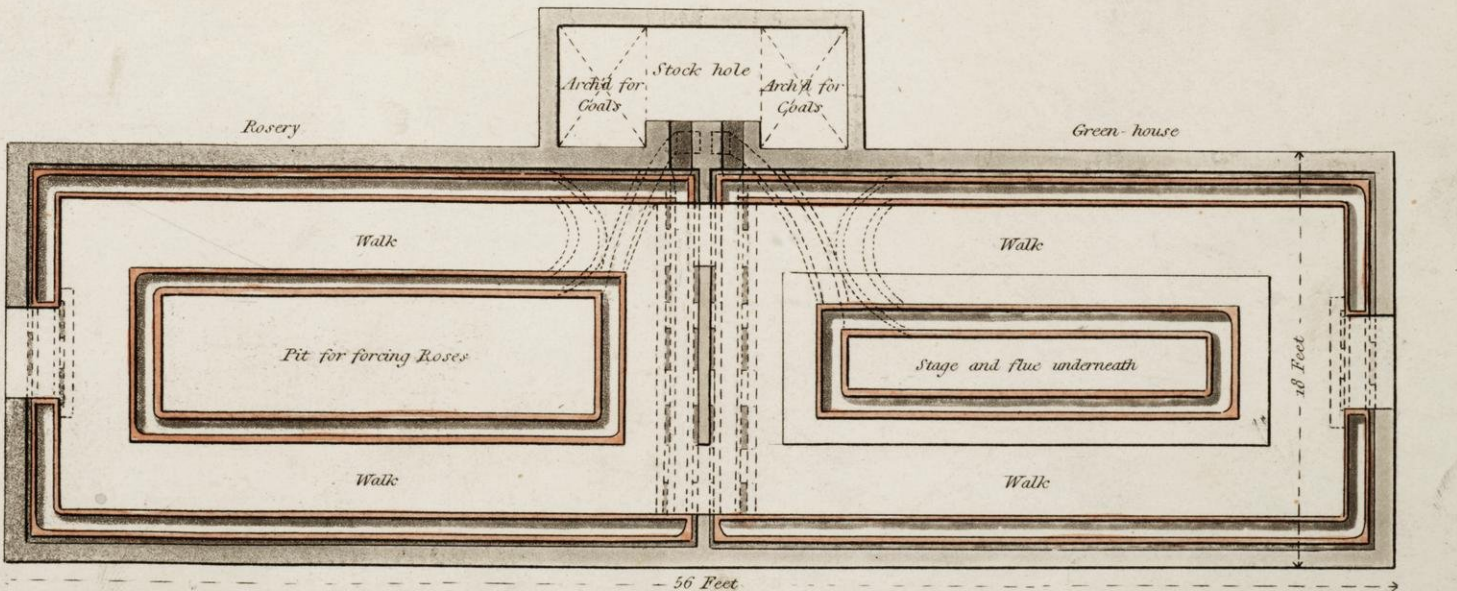 Stock hole
Arch'd for
Coals
Arch'd for
Coals
Rosery
Green-house
Walk
Walk
Pit for forcing Roses
Stage and flue underneath
18 Feet
Walk
Walk
56 Feet